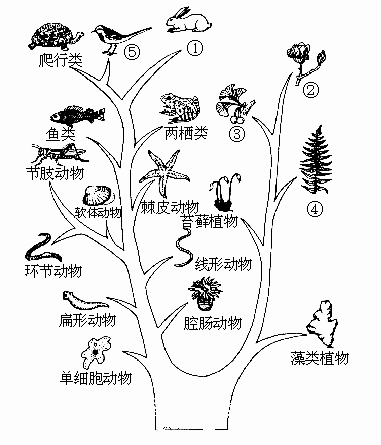 ①
⑤
爬行类
②
鱼类
两栖类
③
节肢动物
④
软体动物
棘皮动物
苔藓植物
环节动物
线形动物
扁形动物
腔肠动物
单细胞动物
藻类植物